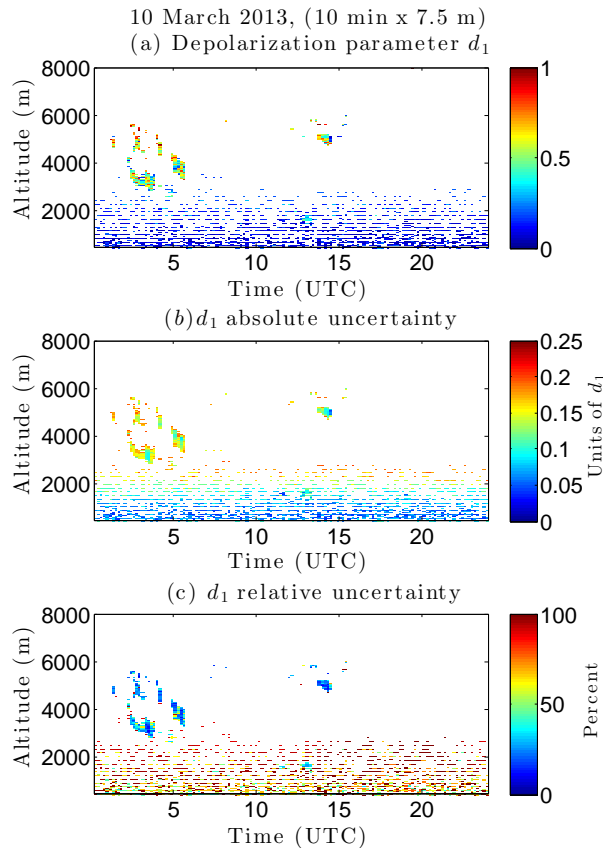 10 March 2013, (10 min x 7.5 m)
(a) Depolarization parameter d₁
8000
6000
4000
2000
Altitude (m)
5 10 15 20
Time (UTC)
1
0.5
0
(b)d₁ absolute uncertainty
8000
6000
4000
2000
Altitude (m)
5 10 15 20
Time (UTC)
0.25
0.2
0.15
0.1
0.05
0
Units of d₁
(c) d₁ relative uncertainty
8000
6000
4000
2000
Altitude (m)
5 10 15 20
Time (UTC)
100
50
0
Percent